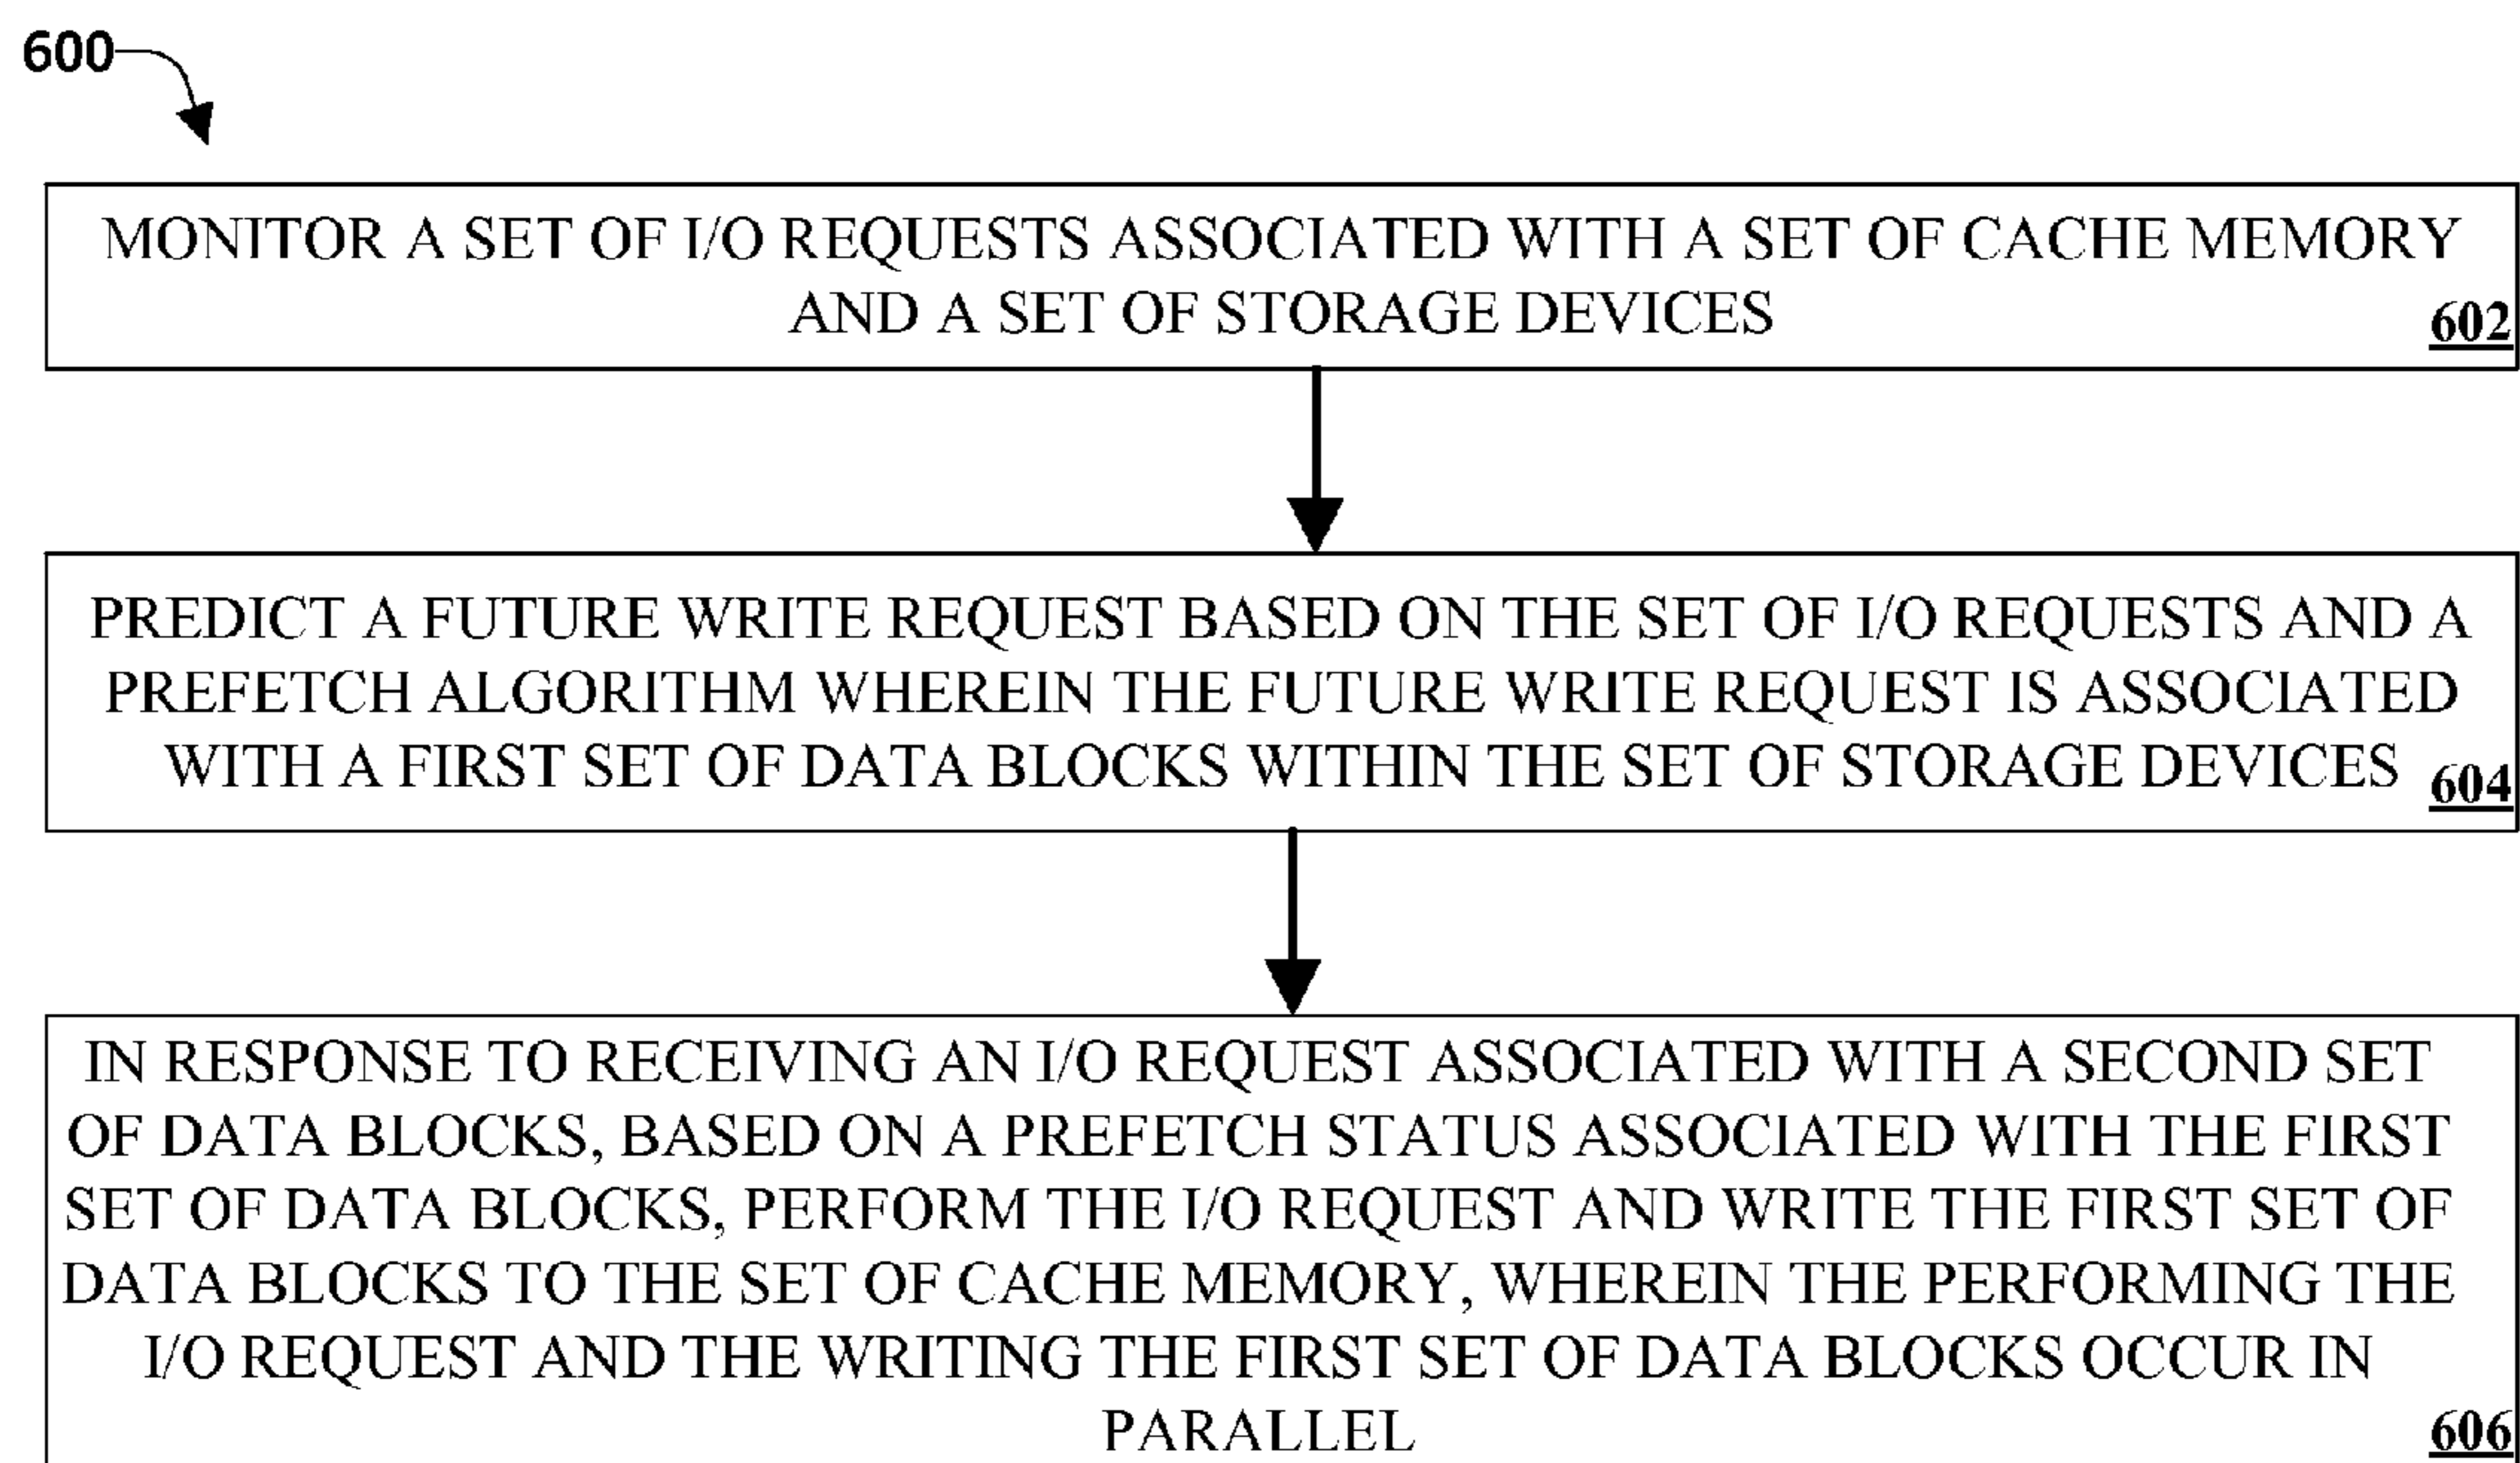 600
MONITOR A SET OF I/O REQUESTS ASSOCIATED WITH A SET OF CACHE MEMORY
AND A SET OF STORAGE DEVICES
602
PREDICT A FUTURE WRITE REQUEST BASED ON THE SET OF I/O REQUESTS AND A
PREFETCH ALGORITHM WHEREIN THE FUTURE WRITE REQUEST IS ASSOCIATED
WITH A FIRST SET OF DATA BLOCKS WITHIN THE SET OF STORAGE DEVICES
604
IN RESPONSE TO RECEIVING AN I/O REQUEST ASSOCIATED WITH A SECOND SET
OF DATA BLOCKS, BASED ON A PREFETCH STATUS ASSOCIATED WITH THE FIRST
SET OF DATA BLOCKS, PERFORM THE I/O REQUEST AND WRITE THE FIRST SET OF
DATA BLOCKS TO THE SET OF CACHE MEMORY, WHEREIN THE PERFORMING THE
I/O REQUEST AND THE WRITING THE FIRST SET OF DATA BLOCKS OCCUR IN
PARALLEL
606